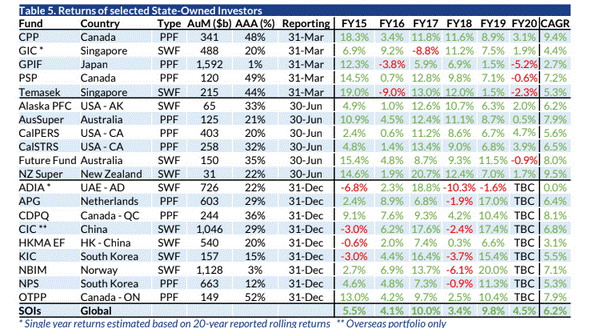 Table 5. Returns of selected State-Owned Investors
Fund Country Type AuM ($b) AAA (%) Reporting FY15 FY16 FY17 FY18 FY19 FY20 CAGR
CPP Canada PPF 341 48% 31-Mar 18.3% 3.4% 11.8% 11.6% 8.9% 3.1% 9.4%
GIC * Singapore SWF 488 20% 31-Mar 6.9% 9.2% -8.8% 11.2% 7.5% 1.9% 4.4%
GPIF Japan PPF 1,592 1% 31-Mar 12.3% -3.8% 5.9% 6.9% 1.5% -5.2% 2.7%
PSP Canada PPF 120 49% 31-Mar 14.5% 0.7% 12.8% 9.8% 7.1% -0.6% 7.2%
Temasek Singapore SWF 215 44% 31-Mar 19.0% -9.0% 13.0% 12.0% 1.5% -2.3% 5.3%
Alaska PFC USA - AK SWF 65 33% 30-Jun 4.9% 1.0% 12.6% 10.7% 6.3% 2.0% 6.2%
AusSuper Australia PPF 125 21% 30-Jun 10.9% 4.5% 12.4% 11.1% 8.7% 0.5% 7.9%
CalPERS USA - CA PPF 403 20% 30-Jun 2.4% 0.6% 11.2% 8.6% 6.7% 4.7% 5.6%
CalSTRS USA - CA PPF 258 32% 30-Jun 4.8% 1.4% 13.4% 9.0% 6.8% 3.9% 6.5%
Future Fund Australia SWF 150 35% 30-Jun 15.4% 4.8% 8.7% 9.3% 11.5% -0.9% 8.0%
NZ Super New Zealand SWF 31 22% 30-Jun 14.6% 1.9% 20.7% 12.4% 7.0% 1.7% 9.5%
ADIA * UAE - AD SWF 726 22% 31-Dec -6.8% 2.3% 18.8% -10.3% -1.6% TBC 0.0%
APG Netherlands PPF 603 29% 31-Dec 2.4% 8.9% 6.8% -1.9% 17.0% TBC 6.4%
CDPQ Canada - QC PPF 244 36% 31-Dec 9.1% 7.6% 9.3% 4.2% 10.4% TBC 8.1%
CIC ** China SWF 1,046 29% 31-Dec -3.0% 6.2% 17.6% -2.4% 17.4% TBC 6.8%
HKMA EF HK - China SWF 540 20% 31-Dec -0.6% 2.0% 7.4% 0.3% 6.6% TBC 3.1%
KIC South Korea SWF 157 15% 31-Dec -3.0% 4.4% 16.4% -3.7% 15.4% TBC 5.5%
NBIM Norway SWF 1,128 3% 31-Dec 2.7% 6.9% 13.7% -6.1% 20.0% TBC 7.1%
NPS South Korea PPF 663 12% 31-Dec 4.6% 4.8% 7.3% -0.9% 11.3% TBC 5.3%
OTPP Canada - ON PPF 149 52% 31-Dec 13.0% 4.2% 9.7% 2.5% 10.4% TBC 7.9%
SOIs Global 5.5% 4.1% 10.0% 3.4% 9.8% 4.5% 6.2%
* Single year returns estimated based on 20-year reported rolling returns ** Overseas portfolio only